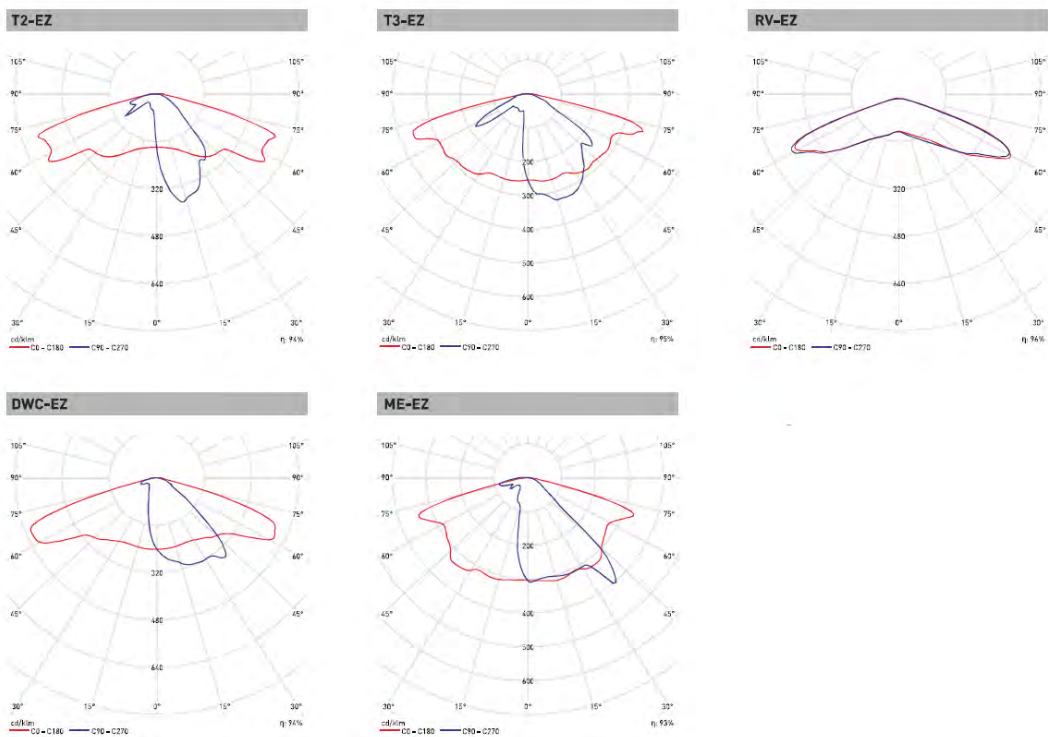 T2-EZ
105° 105°
90° 90°
75° 75°
60° 60°
320
45° 45°
480
640
30° 15° 0° 15° 30°
cd/klm η: 94%
C0 - C180 C90 - C270
T3-EZ
105° 105°
90° 90°
75° 75°
60° 200 60°
300
45° 400 45°
500
600
30° 15° 0° 15° 30°
cd/klm η: 95%
C0 - C180 C90 - C270
RV-EZ
105° 105°
90° 90°
75° 75°
60° 60°
320
45° 45°
480
640
30° 15° 0° 15° 30°
cd/klm η: 96%
C0 - C180 C90 - C270
DWC-EZ
105° 105°
90° 90°
75° 75°
60° 60°
320
45° 45°
480
640
30° 15° 0° 15° 30°
cd/klm η: 94%
C0 - C180 C90 - C270
ME-EZ
105° 105°
90° 90°
75° 75°
60° 200 60°
45° 400 45°
500
600
30° 15° 0° 15° 30°
cd/klm η: 93%
C0 - C180 C90 - C270